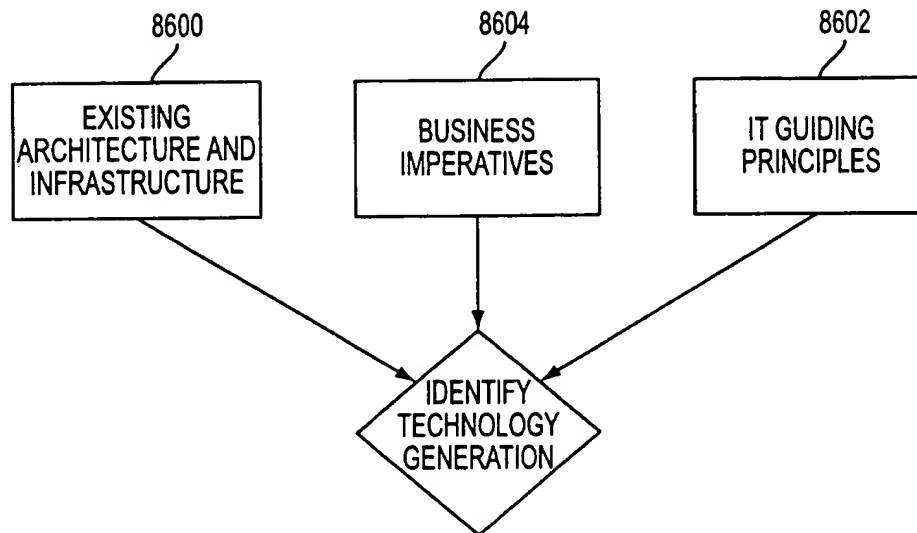 8600
8604
8602
EXISTING
ARCHITECTURE AND
INFRASTRUCTURE
BUSINESS
IMPERATIVES
IT GUIDING
PRINCIPLES
IDENTIFY
TECHNOLOGY
GENERATION